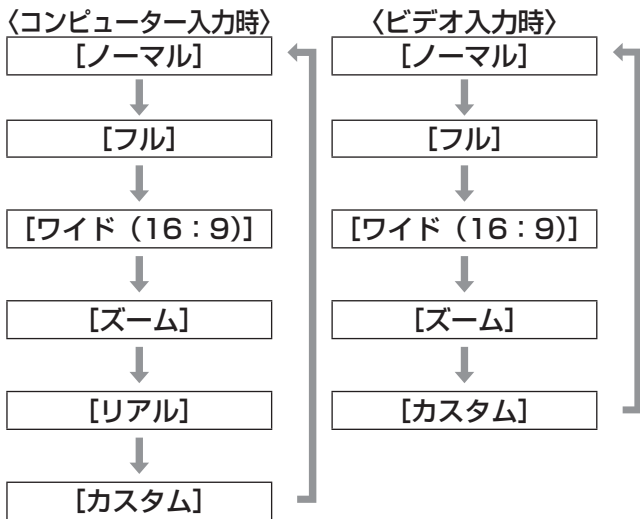 〈コンピューター入力時〉
[ノーマル]
[フル]
[ワイド（16：9）]
[ズーム]
[リアル]
[カスタム]
〈ビデオ入力時〉
[ノーマル]
[フル]
[ワイド（16：9）]
[ズーム]
[カスタム]